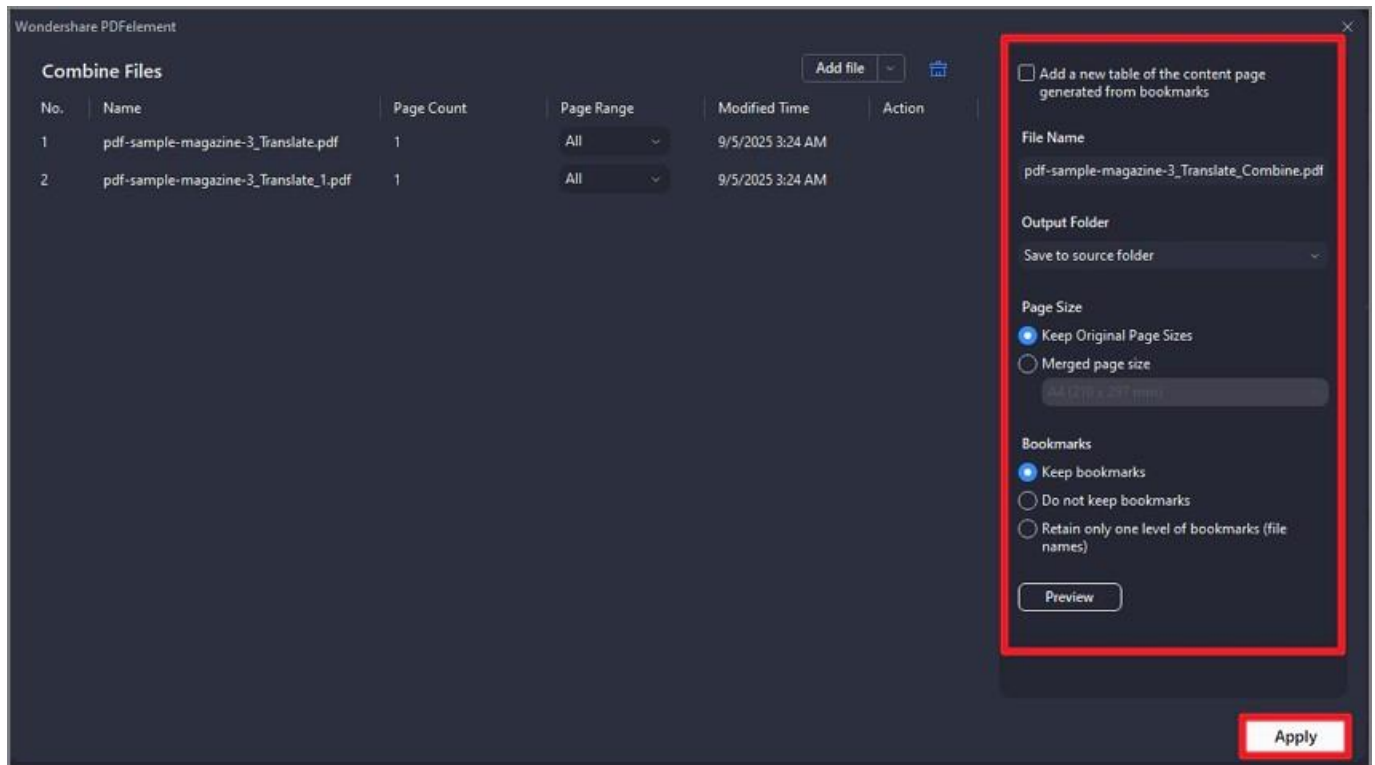 Wondershare PDFelement
Combine Files
Add file
No. Name Page Count Page Range Modified Time Action
1 pdf-sample-magazine-3_Translate.pdf 1 All 9/5/2025 3:24 AM
2 pdf-sample-magazine-3_Translate_1.pdf 1 All 9/5/2025 3:24 AM
Add a new table of the content page
generated from bookmarks
File Name
pdf-sample-magazine-3_Translate_Combine.pdf
Output Folder
Save to source folder
Page Size
Keep Original Page Sizes
Merged page size
A4 (210 x 297 mm)
Bookmarks
Keep bookmarks
Do not keep bookmarks
Retain only one level of bookmarks (file
names)
Preview
Apply